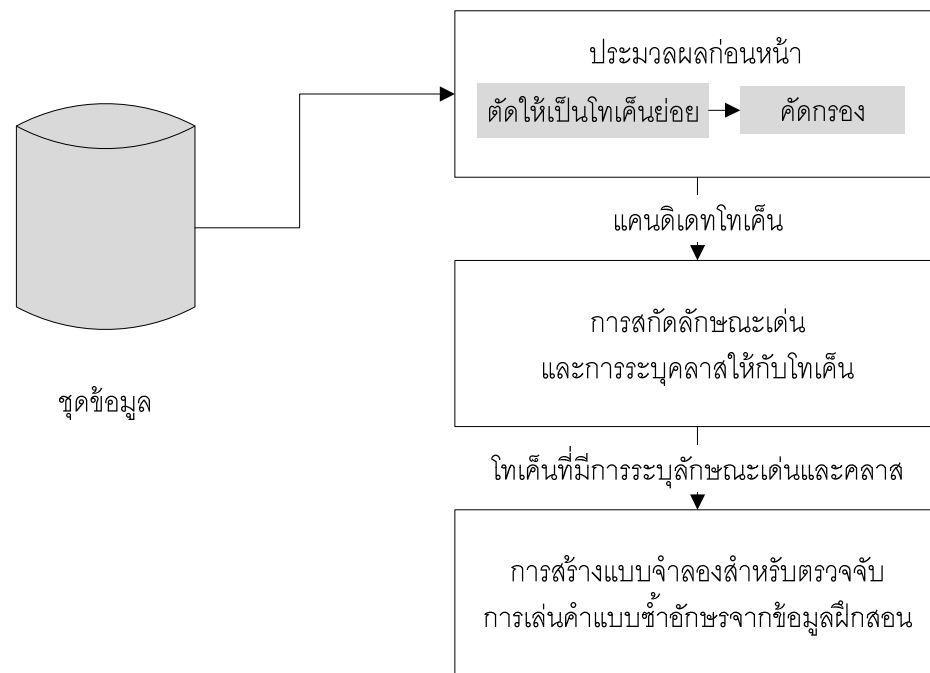 ประมวลผลก่อนหน้า
ตัดให้เป็นโทเค็นย่อย
คัดกรอง
แคนดิเดทโทเค็น
การสกัดลักษณะเด่น
และการระบุคลาสให้กับโทเค็น
ชุดข้อมูล
โทเค็นที่มีการระบุลักษณะเด่นและคลาส
การสร้างแบบจำลองสำหรับตรวจจับ
การเล่นคำแบบซ้ำอักษรจากข้อมูลฝึกสอน